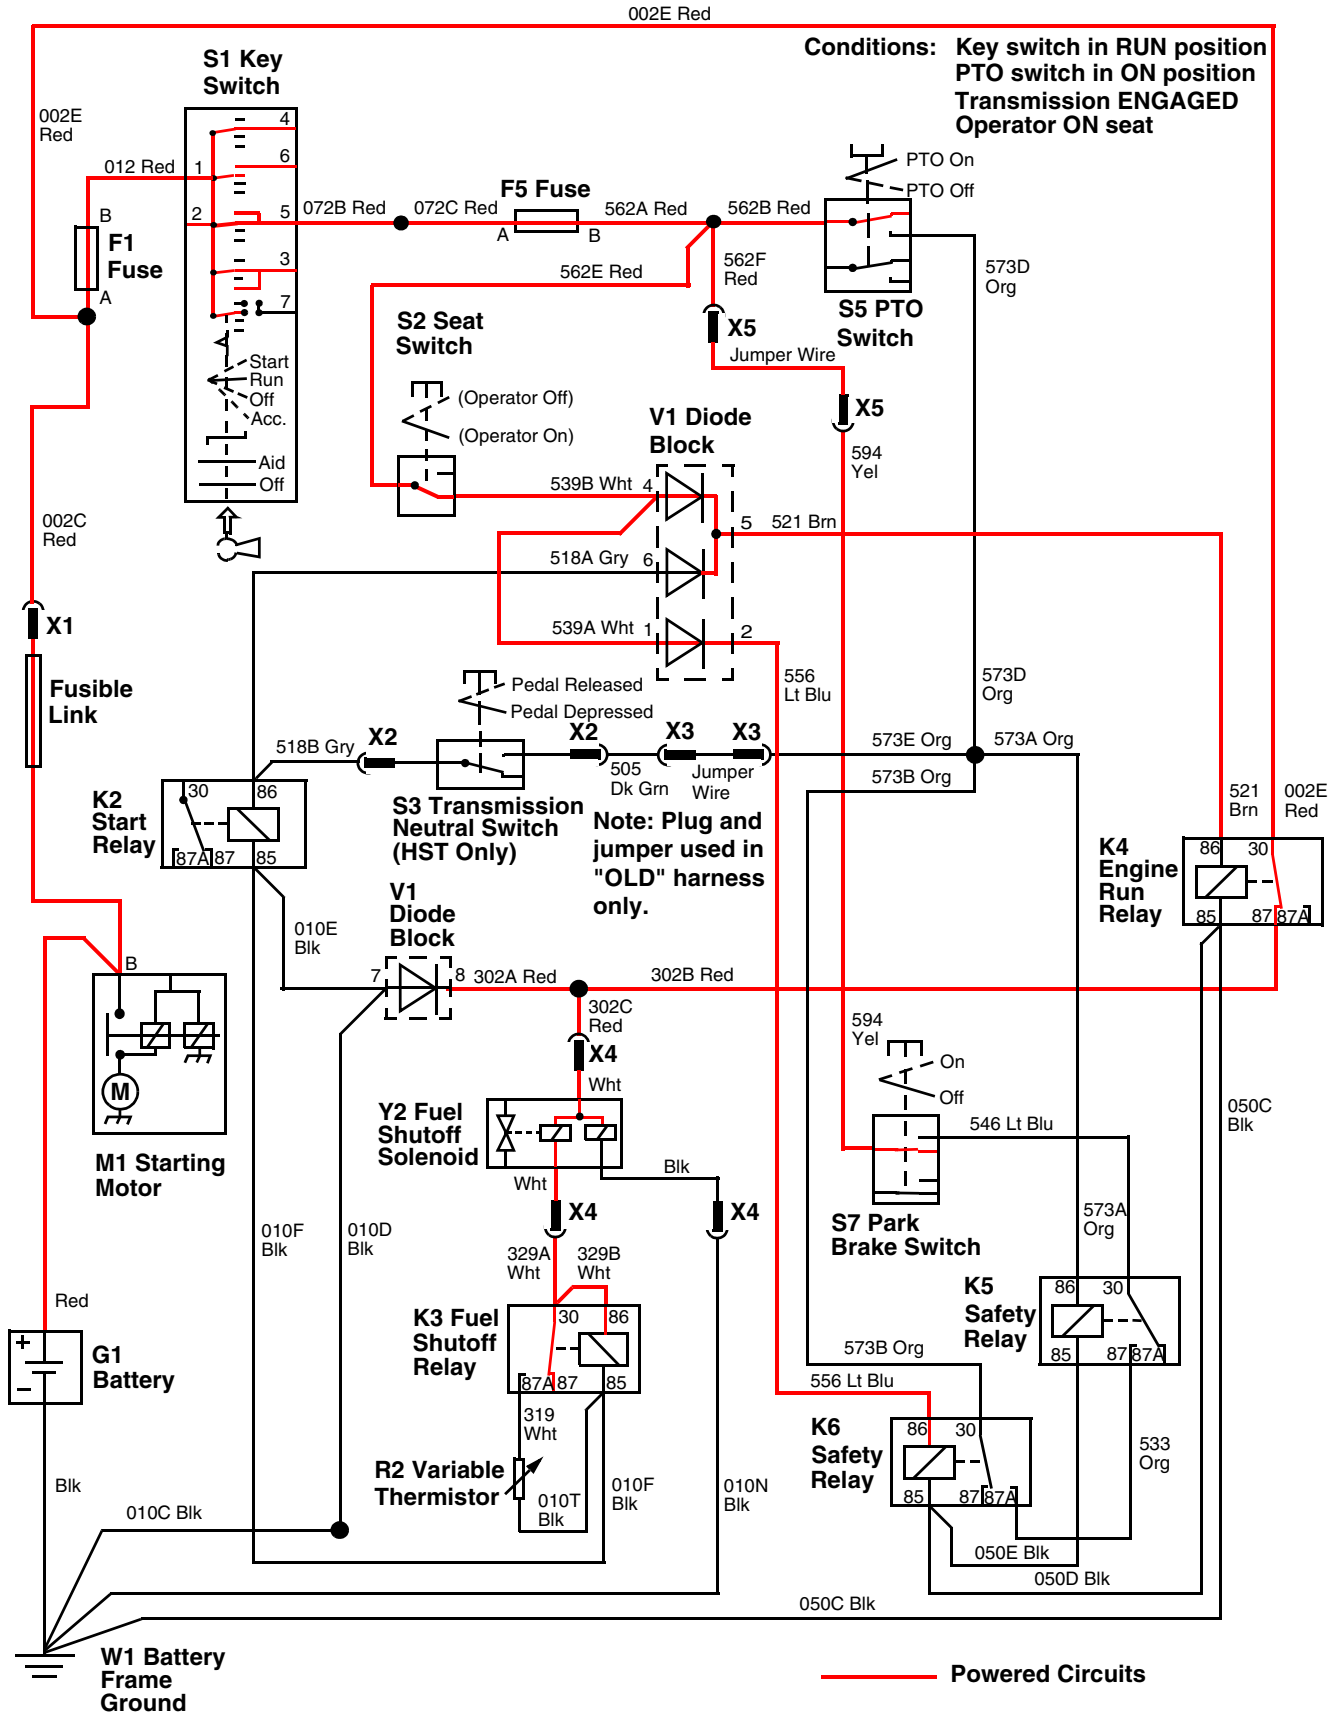 002E Red
Conditions: Key switch in RUN position
PTO switch in ON position
Transmission ENGAGED
Operator ON seat
S1 Key
Switch
002E
Red
012 Red
1
2
4
6
5
3
7
B
F1
Fuse
A
072B Red
072C Red
F5 Fuse
A
B
562A Red
562B Red
PTO On
PTO Off
562E Red
562F
Red
573D
Org
S5 PTO
Switch
X5
Jumper Wire
X5
S2 Seat
Switch
(Operator Off)
(Operator On)
Start
Run
Off
Acc.
Aid
Off
V1 Diode
Block
594
Yel
539B Wht
4
5
521 Brn
518A Gry
6
539A Wht
1
2
002C
Red
X1
Fusible
Link
556
Lt Blu
573D
Org
Pedal Released
Pedal Depressed
518B Gry
X2
X2
X3
X3
505
Dk Grn
Jumper
Wire
573E Org
573A Org
573B Org
S3 Transmission
Neutral Switch
(HST Only)
Note: Plug and
jumper used in
"OLD" harness
only.
K2
Start
Relay
30
86
87A
87
85
521
Brn
002E
Red
K4
Engine
Run
Relay
86
30
85
87
87A
V1
Diode
Block
010E
Blk
7
8
302A Red
302B Red
302C
Red
X4
Wht
B
M
M1 Starting
Motor
Y2 Fuel
Shutoff
Solenoid
Wht
Blk
X4
X4
594
Yel
On
Off
546 Lt Blu
050C
Blk
S7 Park
Brake Switch
573A
Org
010F
Blk
010D
Blk
329A
Wht
329B
Wht
K3 Fuel
Shutoff
Relay
30
86
87A
87
85
K5
Safety
Relay
86
30
85
87
87A
Red
+
−
G1
Battery
573B Org
556 Lt Blu
319
Wht
R2 Variable
Thermistor
010T
Blk
010F
Blk
010N
Blk
K6
Safety
Relay
86
30
85
87
87A
533
Org
Blk
010C Blk
050E Blk
050D Blk
050C Blk
W1 Battery
Frame
Ground
Powered Circuits